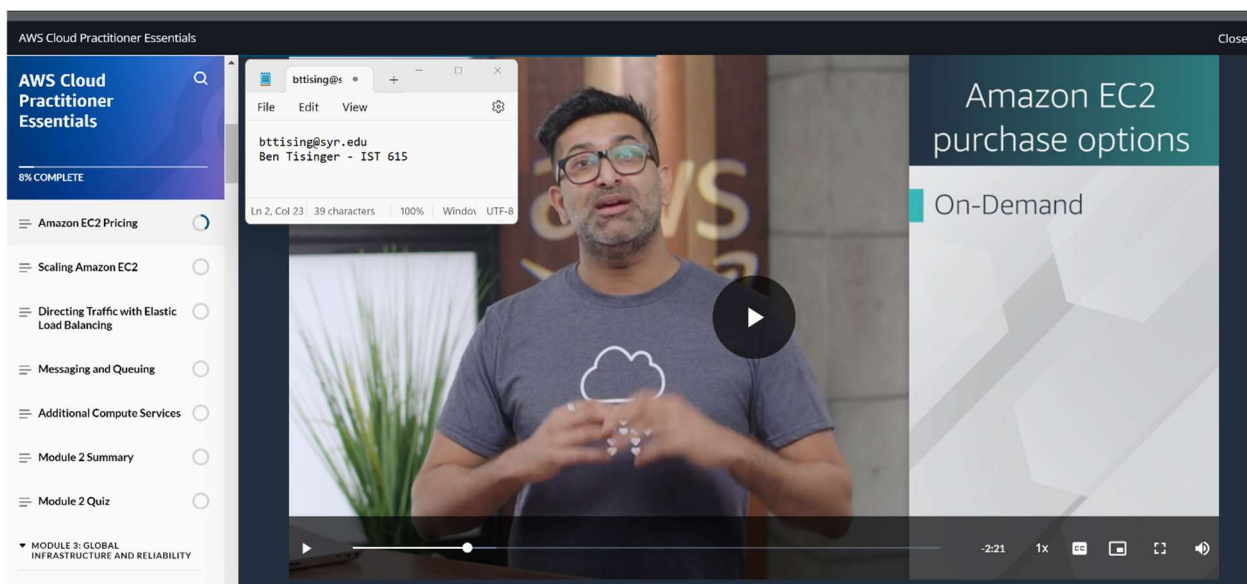 AWS Cloud Practitioner Essentials
Close
AWS Cloud
Practitioner
Essentials
8% COMPLETE
Amazon EC2 Pricing
Scaling Amazon EC2
Directing Traffic with Elastic
Load Balancing
Messaging and Queuing
Additional Compute Services
Module 2 Summary
Module 2 Quiz
MODULE 3: GLOBAL
INFRASTRUCTURE AND RELIABILITY
bttising@s
File Edit View
bttising@syr.edu
Ben Tisinger - IST 615
Ln 2, Col 23 39 characters 100% Window UTF-8
aws
Amazon EC2
purchase options
On-Demand
-2:21 1x CC